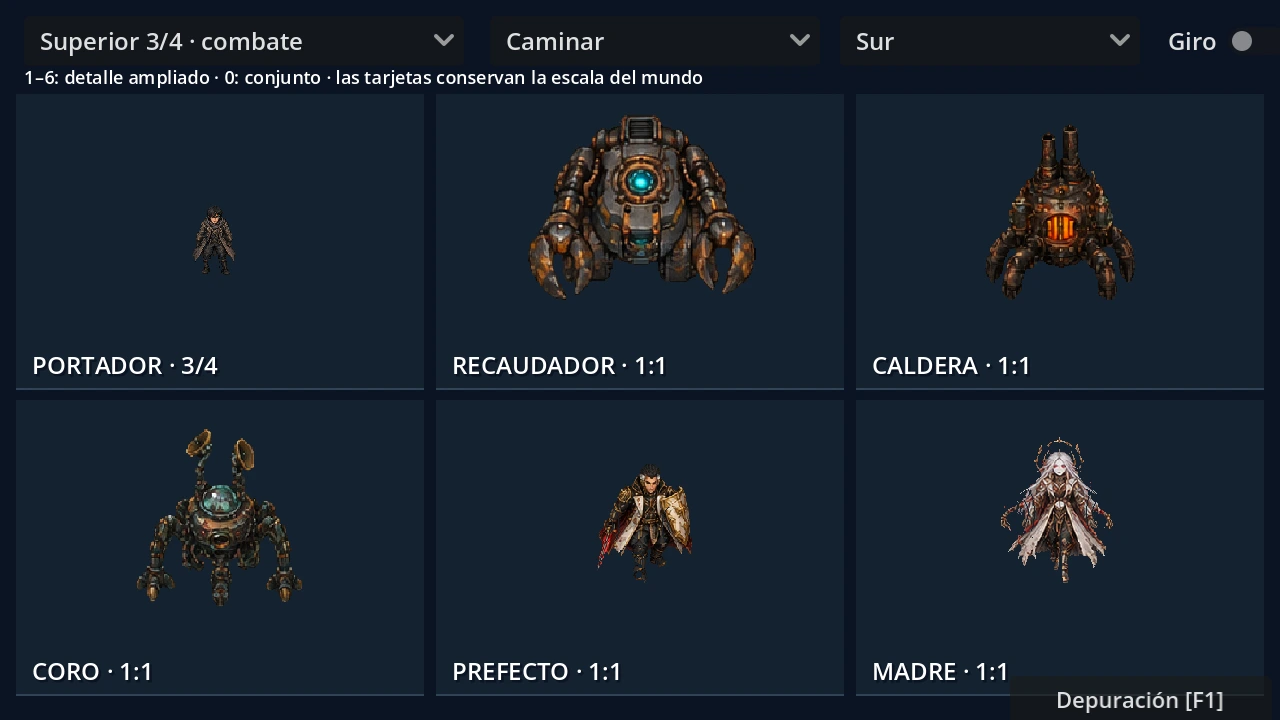 Superior 3/4 · combate
Caminar
Sur
Giro
1–6: detalle ampliado · 0: conjunto · las tarjetas conservan la escala del mundo
PORTADOR · 3/4
RECAUDADOR · 1:1
CALDERA · 1:1
CORO · 1:1
PREFECTO · 1:1
MADRE · 1:1
Depuración [F1]